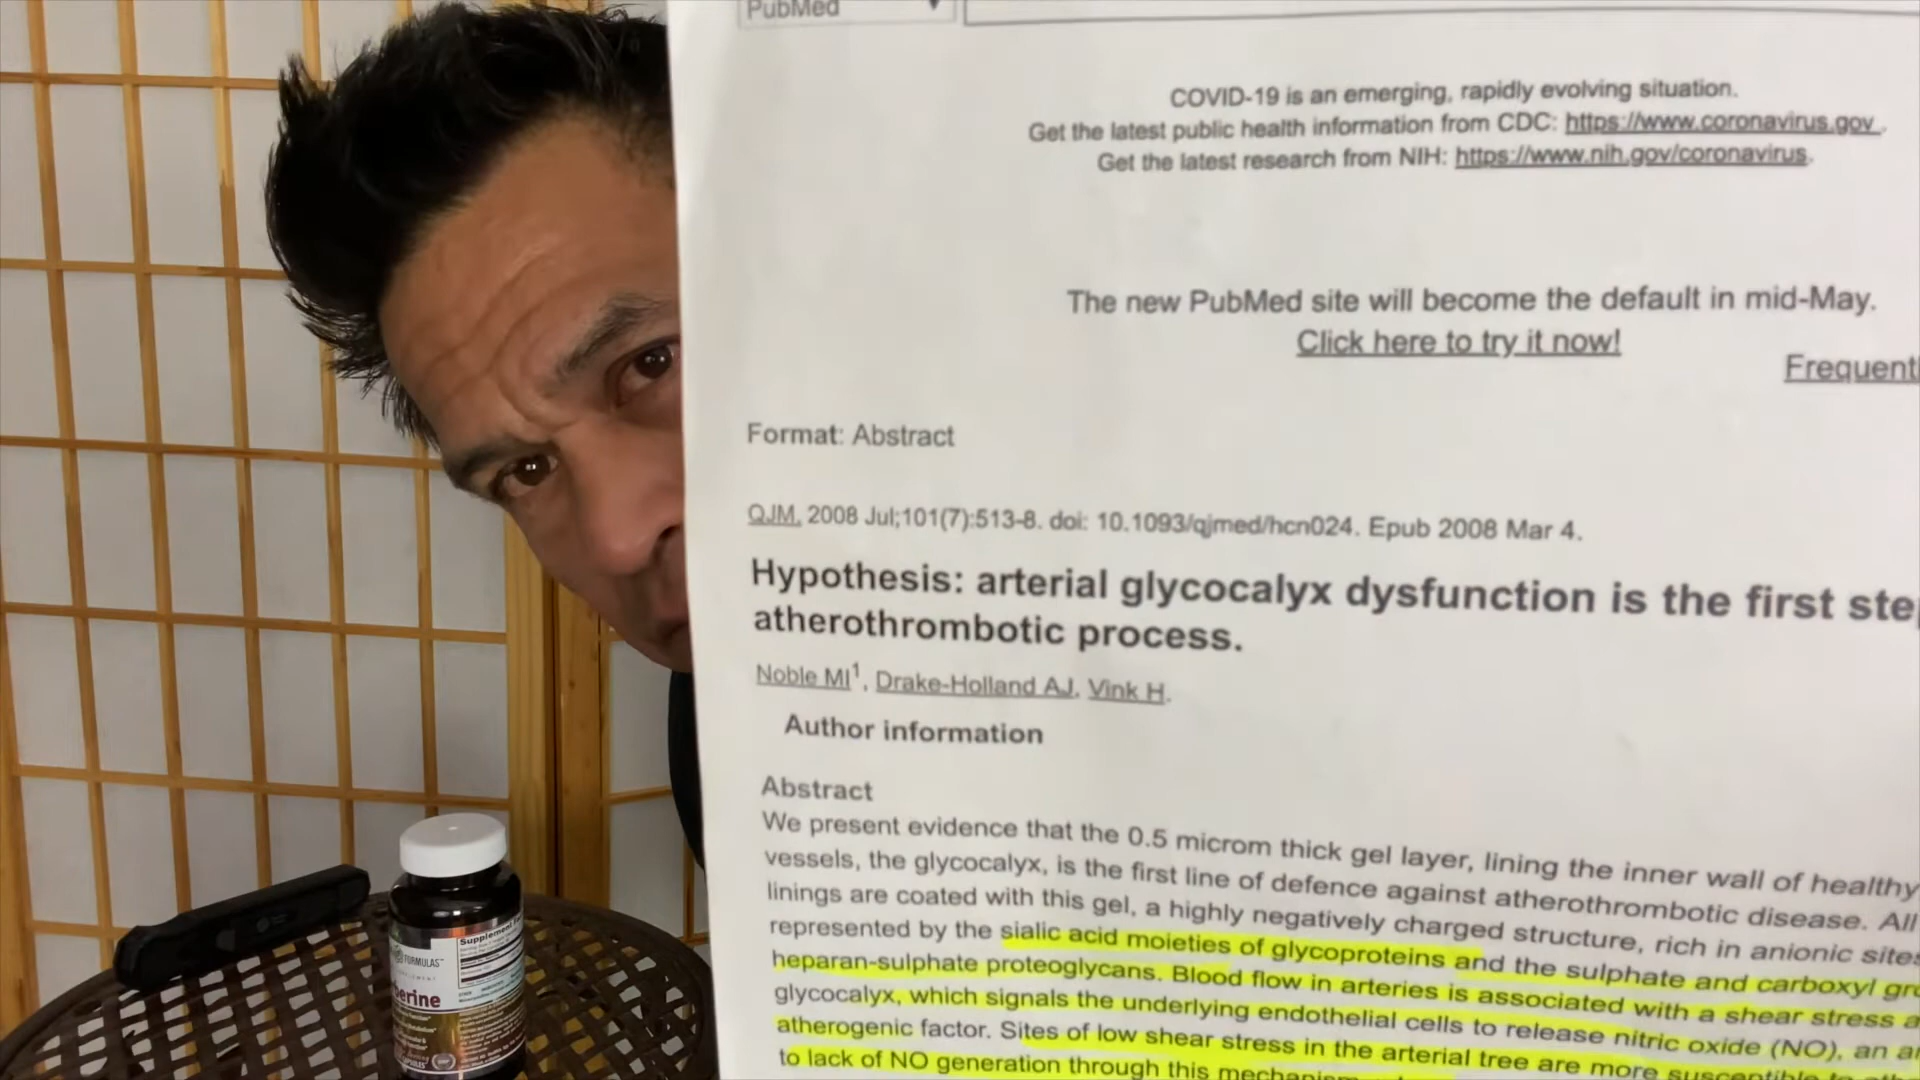 PubMed
COVID-19 is an emerging, rapidly evolving situation.
Get the latest public health information from CDC: https://www.coronavirus.gov .
Get the latest research from NIH: https://www.nih.gov/coronavirus.
The new PubMed site will become the default in mid-May.
Click here to try it now!
Frequentl
Format: Abstract
QJM. 2008 Jul;101(7):513-8. doi: 10.1093/qjmed/hcn024. Epub 2008 Mar 4.
Hypothesis: arterial glycocalyx dysfunction is the first ste
atherothrombotic process.
Noble MI1, Drake-Holland AJ, Vink H.
Author information
Abstract
We present evidence that the 0.5 microm thick gel layer, lining the inner wall of healthy
vessels, the glycocalyx, is the first line of defence against atherothrombotic disease. All
linings are coated with this gel, a highly negatively charged structure, rich in anionic sites
represented by the sialic acid moieties of glycoproteins and the sulphate and carboxyl gro
heparan-sulphate proteoglycans. Blood flow in arteries is associated with a shear stress a
glycocalyx, which signals the underlying endothelial cells to release nitric oxide (NO), an a
atherogenic factor. Sites of low shear stress in the arterial tree are more susceptible to
to lack of NO generation through this mechanism
Supplement
FORMULAS™
berine